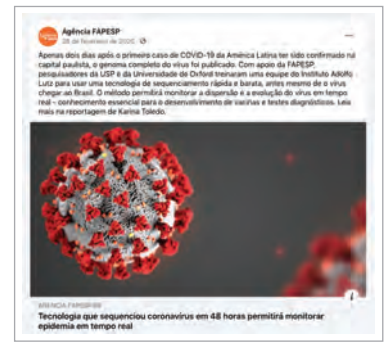 Agência FAPESP
28 de fevereiro de 2020
Apenas dois dias após o primeiro caso de COVID-19 da América Latina ter sido confirmado na
capital paulista, o genoma completo do vírus foi publicado. Com apoio da FAPESP,
pesquisadores da USP e da Universidade de Oxford treinaram uma equipe do Instituto Adolfo
Lutz para usar uma tecnologia de sequenciamento rápida e barata, antes mesmo de o vírus
chegar ao Brasil. O método permitirá monitorar a dispersão e a evolução do vírus em tempo
real - conhecimento essencial para o desenvolvimento de vacinas e testes diagnósticos. Leia
mais na reportagem de Karina Toledo.
AGENCIA.FAPESP.BR
Tecnologia que sequenciou coronavírus em 48 horas permitirá monitorar
epidemia em tempo real